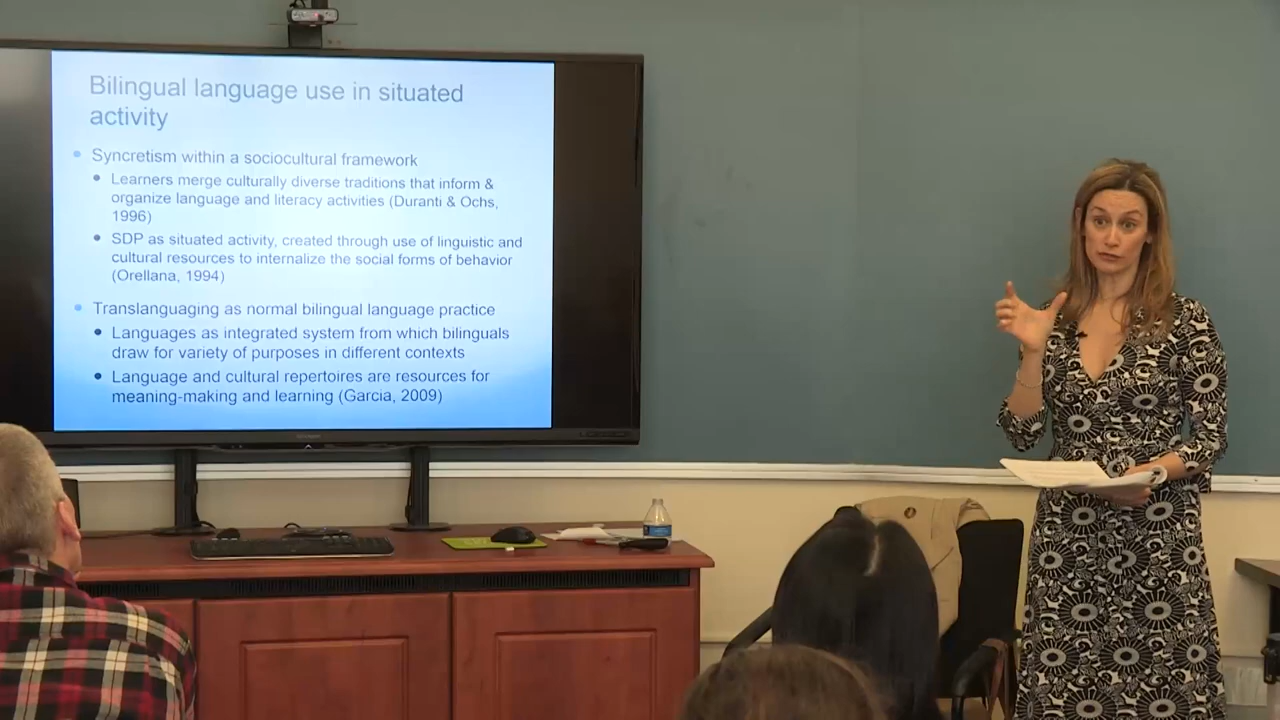 Bilingual language use in situated
activity
Syncretism within a sociocultural framework
Learners merge culturally diverse traditions that inform &
organize language and literacy activities (Duranti & Ochs,
1996)
SDP as situated activity, created through use of linguistic and
cultural resources to internalize the social forms of behavior
(Orellana, 1994)
Translanguaging as normal bilingual language practice
Languages as integrated system from which bilinguals
draw for variety of purposes in different contexts
Language and cultural repertoires are resources for
meaning-making and learning (Garcia, 2009)